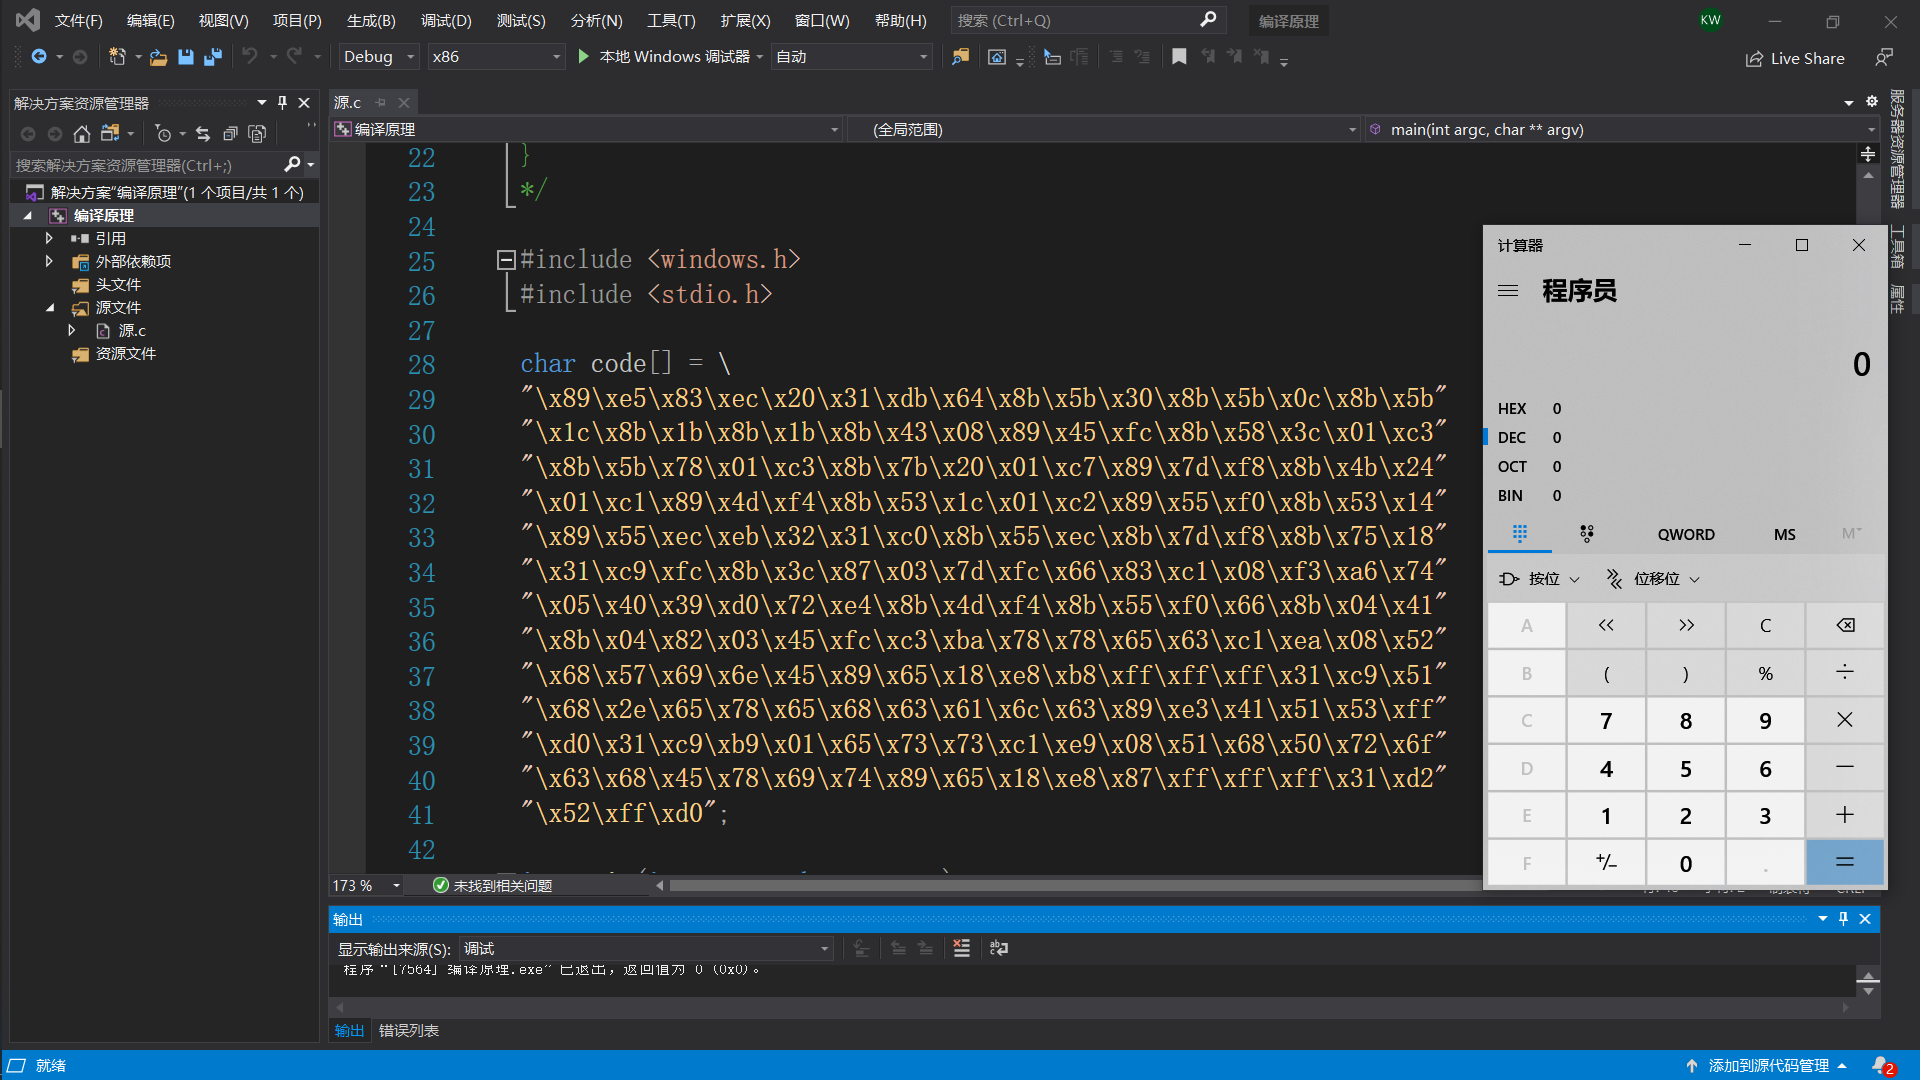 文件(F) 编辑(E) 视图(V) 项目(P) 生成(B) 调试(D) 测试(S) 分析(N) 工具(T) 扩展(X) 窗口(W) 帮助(H) 搜索 (Ctrl+Q) 编译原理 KW
Debug x86 本地 Windows 调试器 自动 Live Share
解决方案资源管理器
搜索解决方案资源管理器(Ctrl+;)
解决方案"编译原理"(1 个项目/共 1 个)
编译原理
引用
外部依赖项
头文件
源文件
源.c
资源文件
源.c
编译原理 (全局范围) main(int argc, char ** argv)
22 }
23 */
24
25 #include <windows.h>
26 #include <stdio.h>
27
28 char code[] = \
29 "\x89\xe5\x83\xec\x20\x31\xdb\x64\x8b\x5b\x30\x8b\x5b\x0c\x8b\x5b"
30 "\x1c\x8b\x1b\x8b\x1b\x8b\x43\x08\x89\x45\xfc\x8b\x58\x3c\x01\xc3"
31 "\x8b\x5b\x78\x01\xc3\x8b\x7b\x20\x01\xc7\x89\x7d\xf8\x8b\x4b\x24"
32 "\x01\xc1\x89\x4d\xf4\x8b\x53\x1c\x01\xc2\x89\x55\xf0\x8b\x53\x14"
33 "\x89\x55\xec\xeb\x32\x31\xc0\x8b\x55\xec\x8b\x7d\xf8\x8b\x75\x18"
34 "\x31\xc9\xfc\x8b\x3c\x87\x03\x7d\xfc\x66\x83\xc1\x08\xf3\xa6\x74"
35 "\x05\x40\x39\xd0\x72\xe4\x8b\x4d\xf4\x8b\x55\xf0\x66\x8b\x04\x41"
36 "\x8b\x04\x82\x03\x45\xfc\xc3\xba\x78\x78\x65\x63\xc1\xea\x08\x52"
37 "\x68\x57\x69\x6e\x45\x89\x65\x18\xe8\xb8\xff\xff\xff\x31\xc9\x51"
38 "\x68\x2e\x65\x78\x65\x68\x63\x61\x6c\x63\x89\xe3\x41\x51\x53\xff"
39 "\xd0\x31\xc9\xb9\x01\x65\x73\x73\xc1\xe9\x08\x51\x68\x50\x72\x6f"
40 "\x63\x68\x45\x78\x69\x74\x89\x65\x18\xe8\x87\xff\xff\xff\x31\xd2"
41 "\x52\xff\xd0";
42
173 % 未找到相关问题
输出
显示输出来源(S): 调试
程序"[7564] 编译原理.exe"已退出，返回值为 0 (0x0)。
输出 错误列表
就绪 添加到源代码管理 2
服务器资源管理器
工具箱
属性
计算器
程序员
0
HEX 0
DEC 0
OCT 0
BIN 0
QWORD MS M
按位 位移位
A << >> C
B ( ) % ÷
C 7 8 9 ×
D 4 5 6 −
E 1 2 3 +
F +/− 0 . =